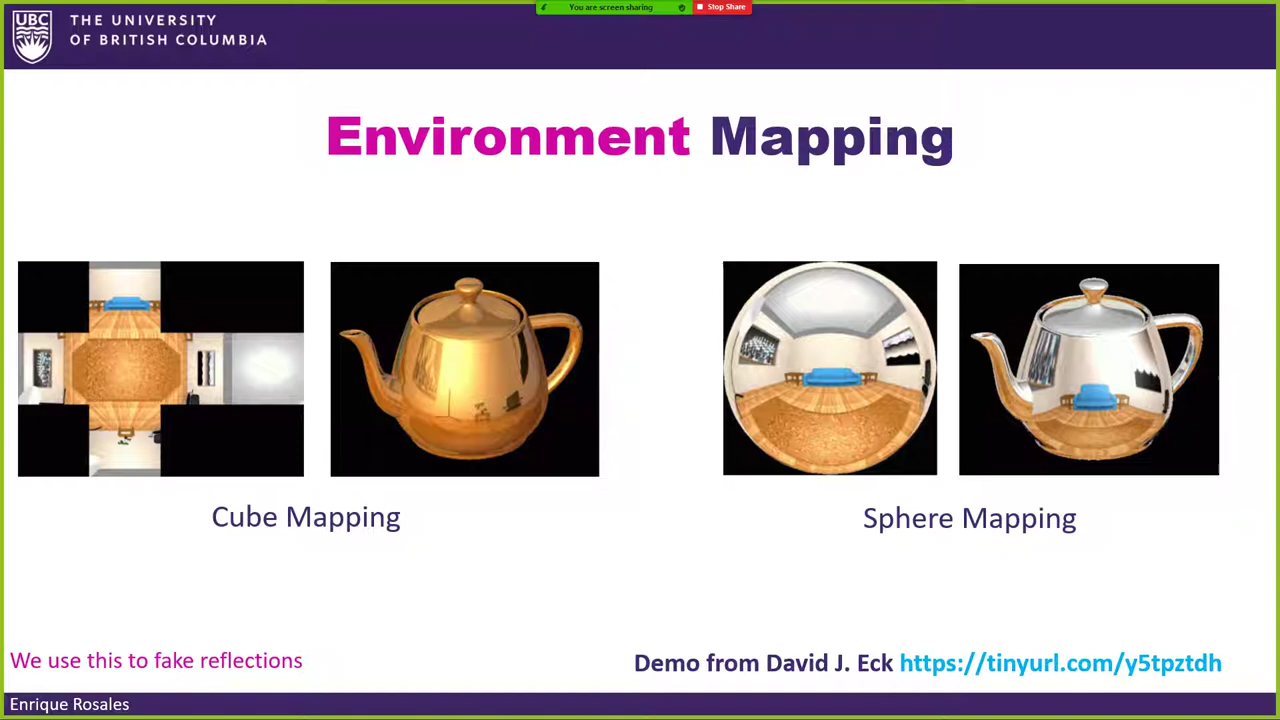 You are screen sharing
Stop Share
UBC
THE UNIVERSITY
OF BRITISH COLUMBIA
Environment Mapping
Cube Mapping
Sphere Mapping
We use this to fake reflections
Demo from David J. Eck https://tinyurl.com/y5tpztdh
Enrique Rosales